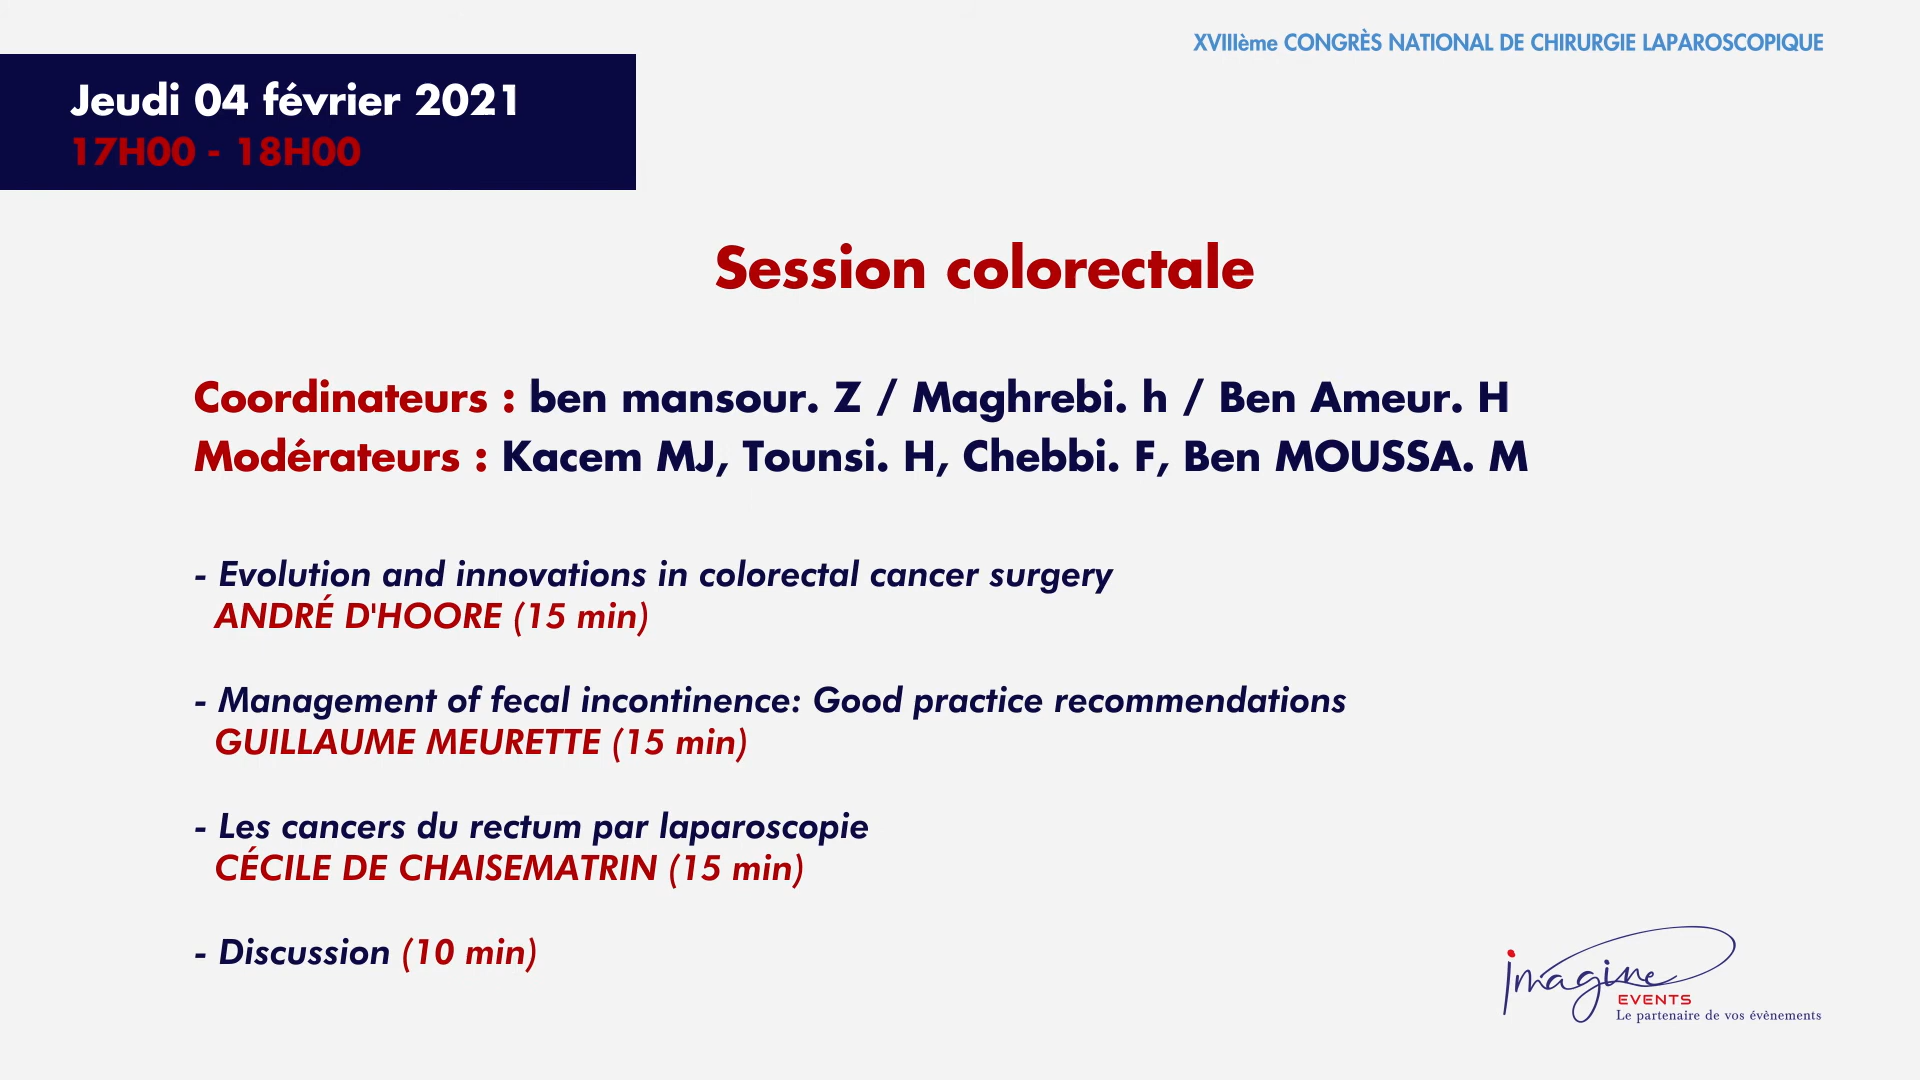 XVIIIème CONGRÈS NATIONAL DE CHIRURGIE LAPAROSCOPIQUE
Jeudi 04 février 2021
17H00 - 18H00
Session colorectale
Coordinateurs : ben mansour. Z / Maghrebi. h / Ben Ameur. H
Modérateurs : Kacem MJ, Tounsi. H, Chebbi. F, Ben MOUSSA. M
- Evolution and innovations in colorectal cancer surgery
ANDRÉ D'HOORE (15 min)
- Management of fecal incontinence: Good practice recommendations
GUILLAUME MEURETTE (15 min)
- Les cancers du rectum par laparoscopie
CÉCILE DE CHAISEMATRIN (15 min)
- Discussion (10 min)
imagine
EVENTS
Le partenaire de vos évènements